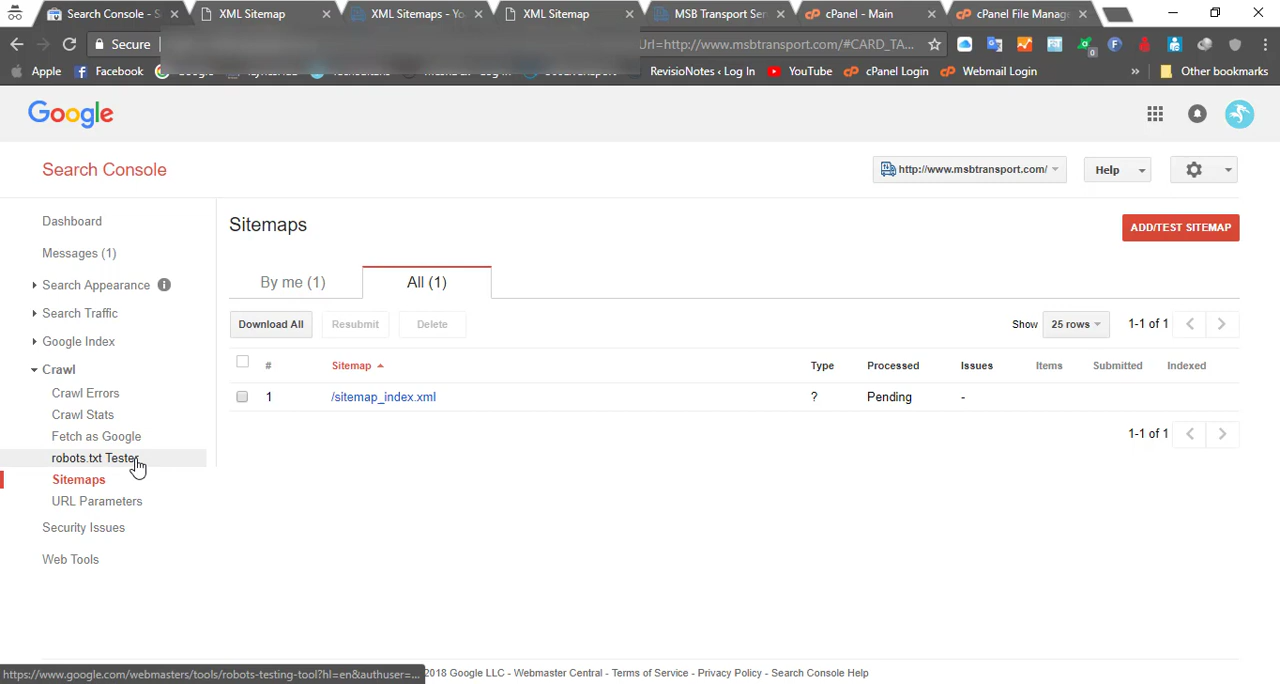 Search Console - S
XML Sitemap
XML Sitemaps - Yo
XML Sitemap
MSB Transport Ser
cPanel - Main
cPanel File Manag
Secure
Url=http://www.msbtransport.com/#CARD_TA...
Apple
Facebook
RevisioNotes ‹ Log In
YouTube
cPanel Login
Webmail Login
»
Other bookmarks
Google
Search Console
http://www.msbtransport.com/
Help
Dashboard
Messages (1)
Search Appearance
Search Traffic
Google Index
Crawl
Crawl Errors
Crawl Stats
Fetch as Google
robots.txt Tester
Sitemaps
URL Parameters
Security Issues
Web Tools
Sitemaps
ADD/TEST SITEMAP
By me (1)
All (1)
Download All
Resubmit
Delete
Show
25 rows
1-1 of 1
# Sitemap Type Processed Issues Items Submitted Indexed
1 /sitemap_index.xml ? Pending -
1-1 of 1
https://www.google.com/webmasters/tools/robots-testing-tool?hl=en&authuser=...
2018 Google LLC - Webmaster Central - Terms of Service - Privacy Policy - Search Console Help